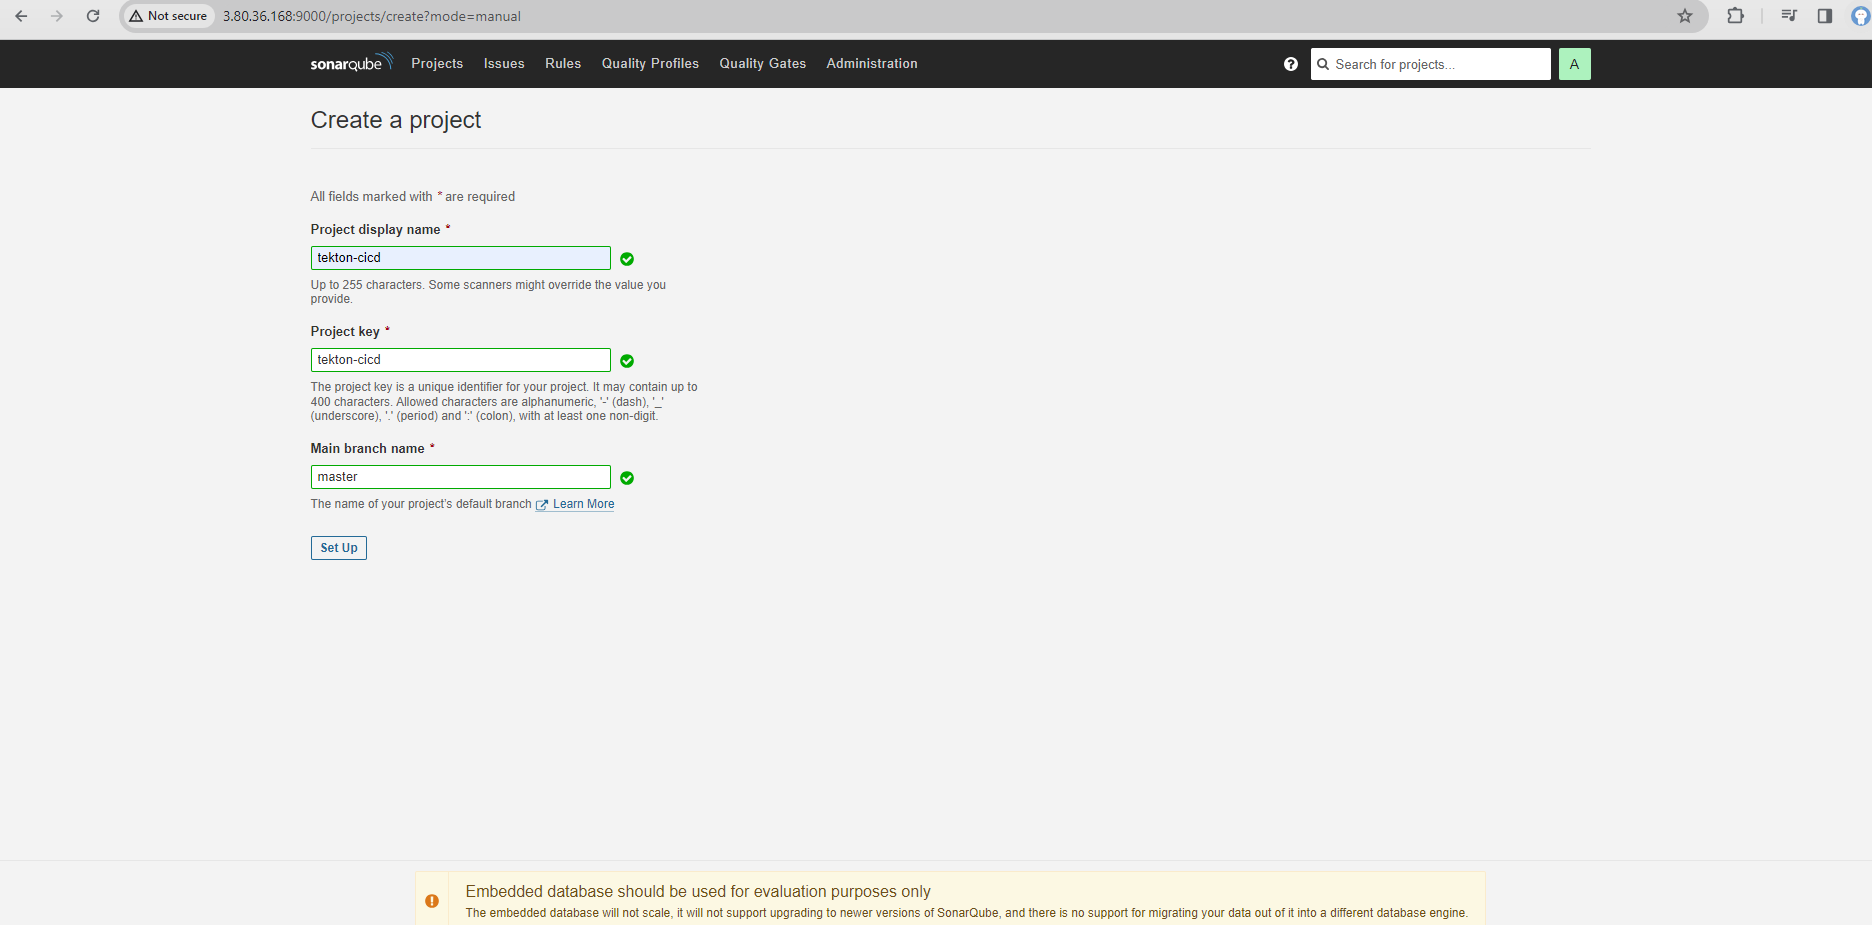 Not secure 3.80.36.168:9000/projects/create?mode=manual
sonarqube Projects Issues Rules Quality Profiles Quality Gates Administration ? Search for projects... A
Create a project
All fields marked with * are required
Project display name *
tekton-cicd
Up to 255 characters. Some scanners might override the value you
provide.
Project key *
tekton-cicd
The project key is a unique identifier for your project. It may contain up to
400 characters. Allowed characters are alphanumeric, '-' (dash), '_'
(underscore), '.' (period) and ':' (colon), with at least one non-digit.
Main branch name *
master
The name of your project's default branch Learn More
Set Up
Embedded database should be used for evaluation purposes only
The embedded database will not scale, it will not support upgrading to newer versions of SonarQube, and there is no support for migrating your data out of it into a different database engine.